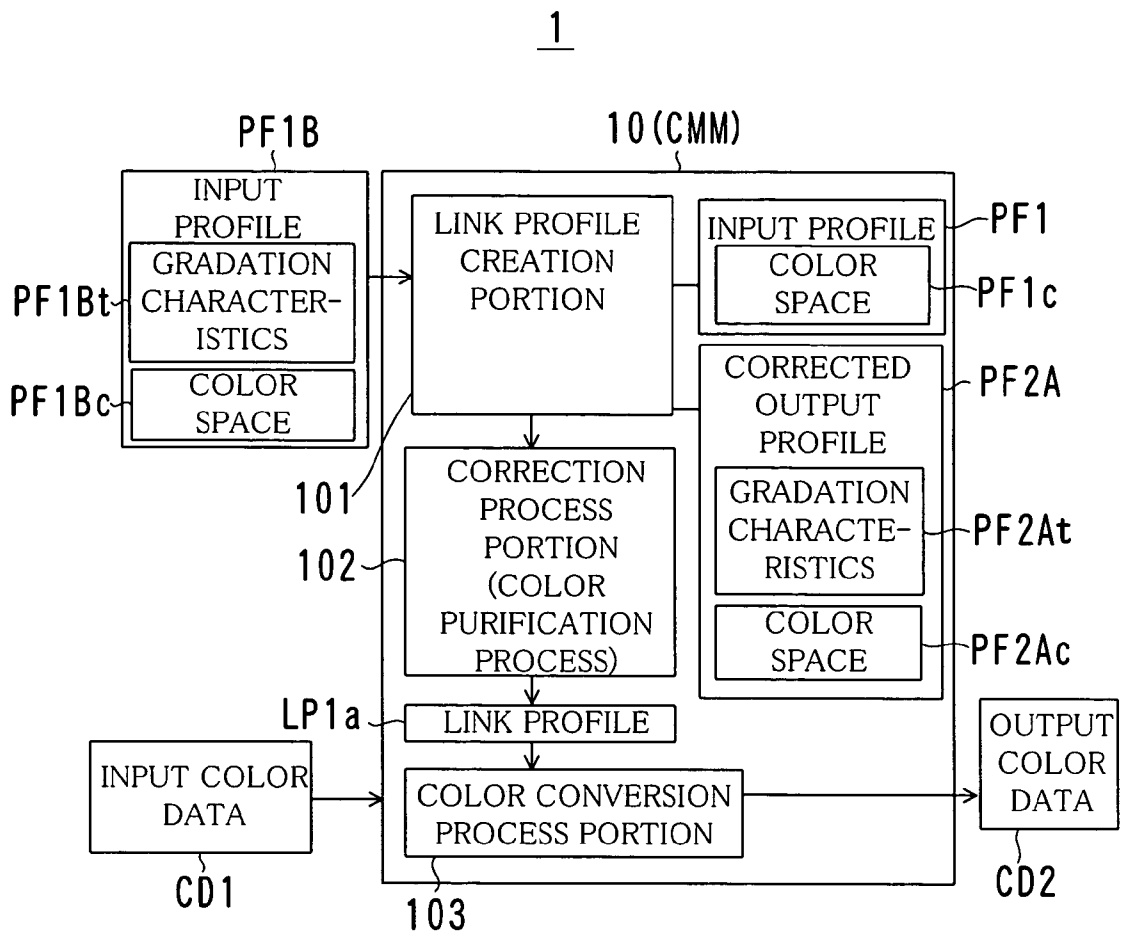 1
PF1B
10(CMM)
INPUT
PROFILE
GRADATION
CHARACTER-
ISTICS
COLOR
SPACE
PF1Bt
PF1Bc
LINK PROFILE
CREATION
PORTION
101
INPUT PROFILE
COLOR
SPACE
PF1
PF1c
CORRECTED
OUTPUT
PROFILE
GRADATION
CHARACTE-
RISTICS
COLOR
SPACE
PF2A
PF2At
PF2Ac
CORRECTION
PROCESS
PORTION
(COLOR
PURIFICATION
PROCESS)
102
LP1a
LINK PROFILE
INPUT COLOR
DATA
CD1
COLOR CONVERSION
PROCESS PORTION
103
OUTPUT
COLOR
DATA
CD2